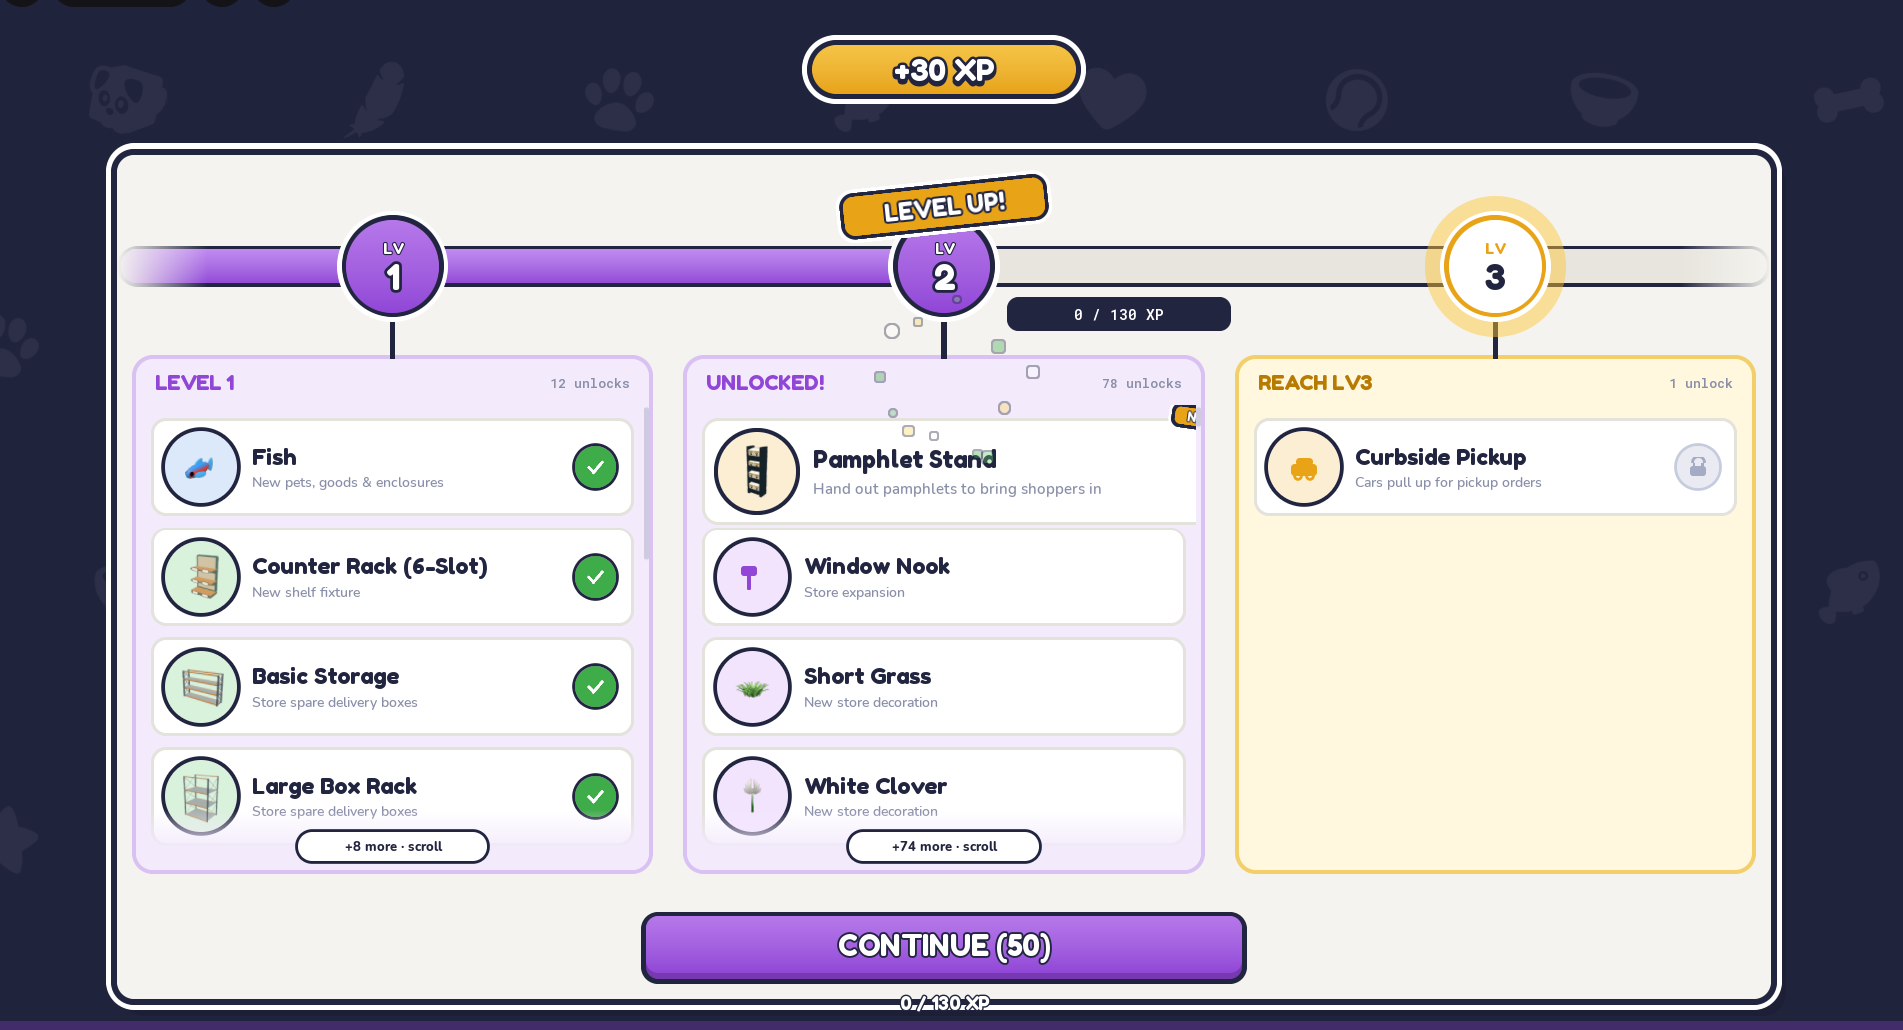 +30 XP
LEVEL UP!
LV
1
LV
2
LV
3
0 / 130 XP
LEVEL 1
12 unlocks
Fish
New pets, goods & enclosures
Counter Rack (6-Slot)
New shelf fixture
Basic Storage
Store spare delivery boxes
Large Box Rack
Store spare delivery boxes
+8 more · scroll
UNLOCKED!
78 unlocks
Pamphlet Stand
Hand out pamphlets to bring shoppers in
Window Nook
Store expansion
Short Grass
New store decoration
White Clover
New store decoration
+74 more · scroll
REACH LV3
1 unlock
Curbside Pickup
Cars pull up for pickup orders
CONTINUE (50)
0 / 130 XP